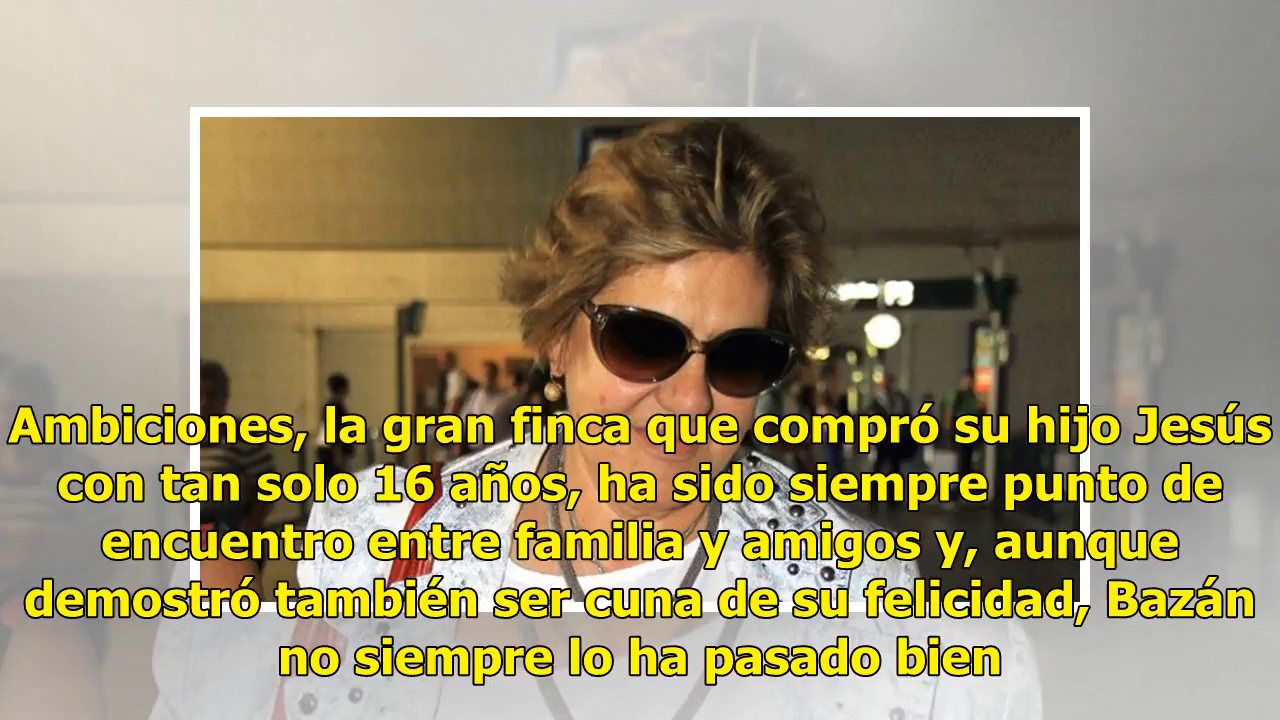 Ambiciones, la gran finca que compró su hijo Jesús
con tan solo 16 años, ha sido siempre punto de
encuentro entre familia y amigos y, aunque
demostró también ser cuna de su felicidad, Bazán
no siempre lo ha pasado bien